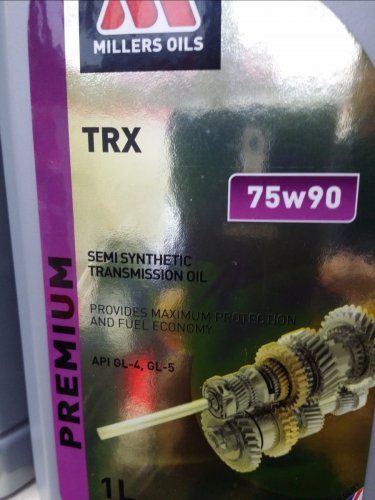 MILLERS OILS
TRX
75w90
SEMI SYNTHETIC
TRANSMISSION OIL
PROVIDES MAXIMUM PROTECTION
AND FUEL ECONOMY
API GL-4, GL-5
PREMIUM
1L